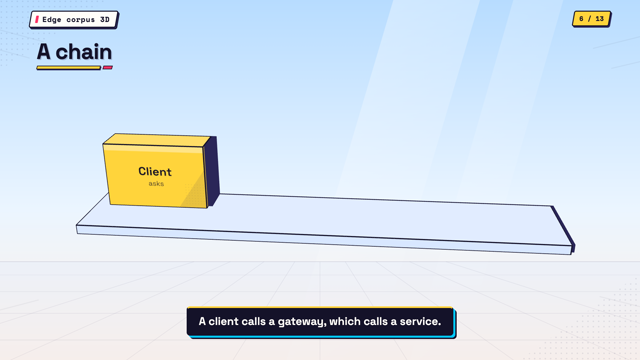 Edge corpus 3D
6 / 13
A chain
Client
asks
A client calls a gateway, which calls a service.